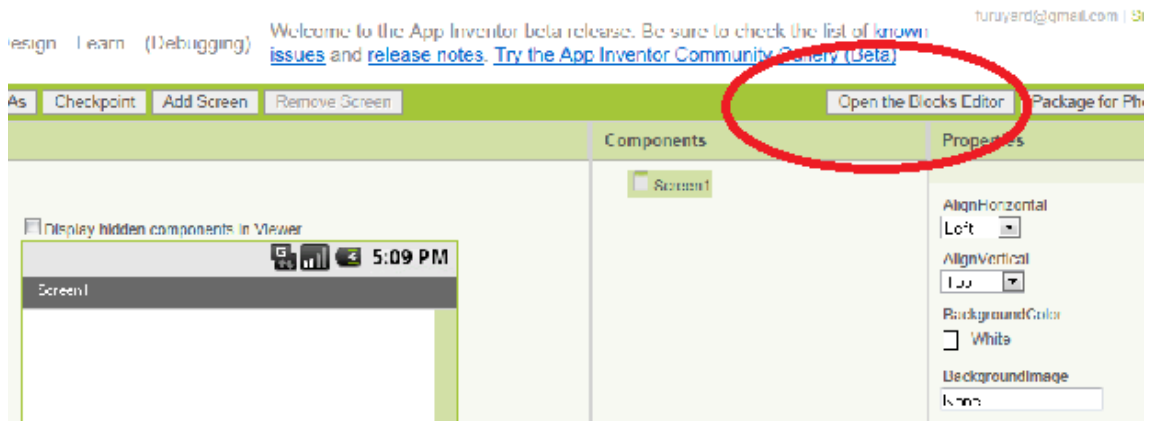 Design Learn (Debugging)
Welcome to the App Inventor beta release. Be sure to check the list of known
issues and release notes. Try the App Inventor Community Gallery (Beta)
As Checkpoint Add Screen Remove Screen Open the Blocks Editor Package for Pho
Components Properties
Screen1
AlignHorizontal
Display hidden components in Viewer
Left
5:09 PM
AlignVertical
Screen1
Top
BackgroundColor
White
BackgroundImage
None